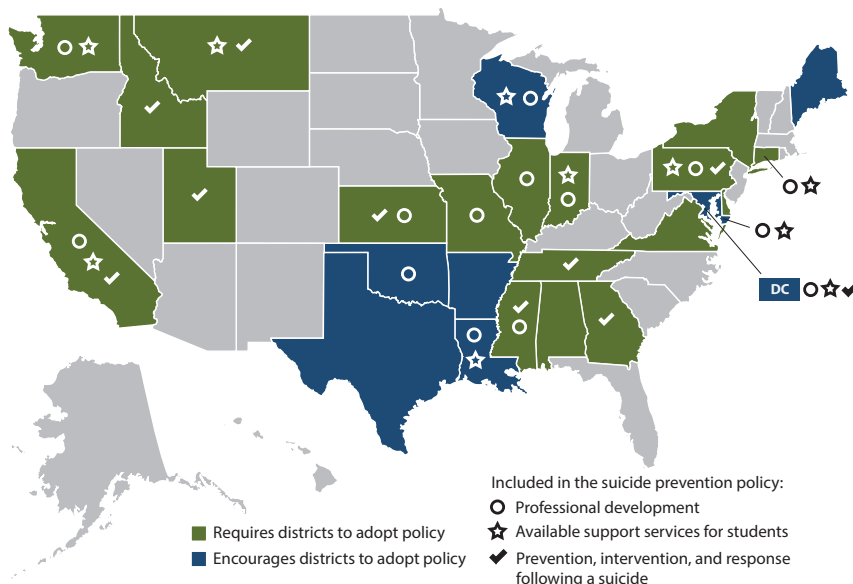 DC
Included in the suicide prevention policy:
Professional development
Requires districts to adopt policy
Available support services for students
Encourages districts to adopt policy
Prevention, intervention, and response
following a suicide